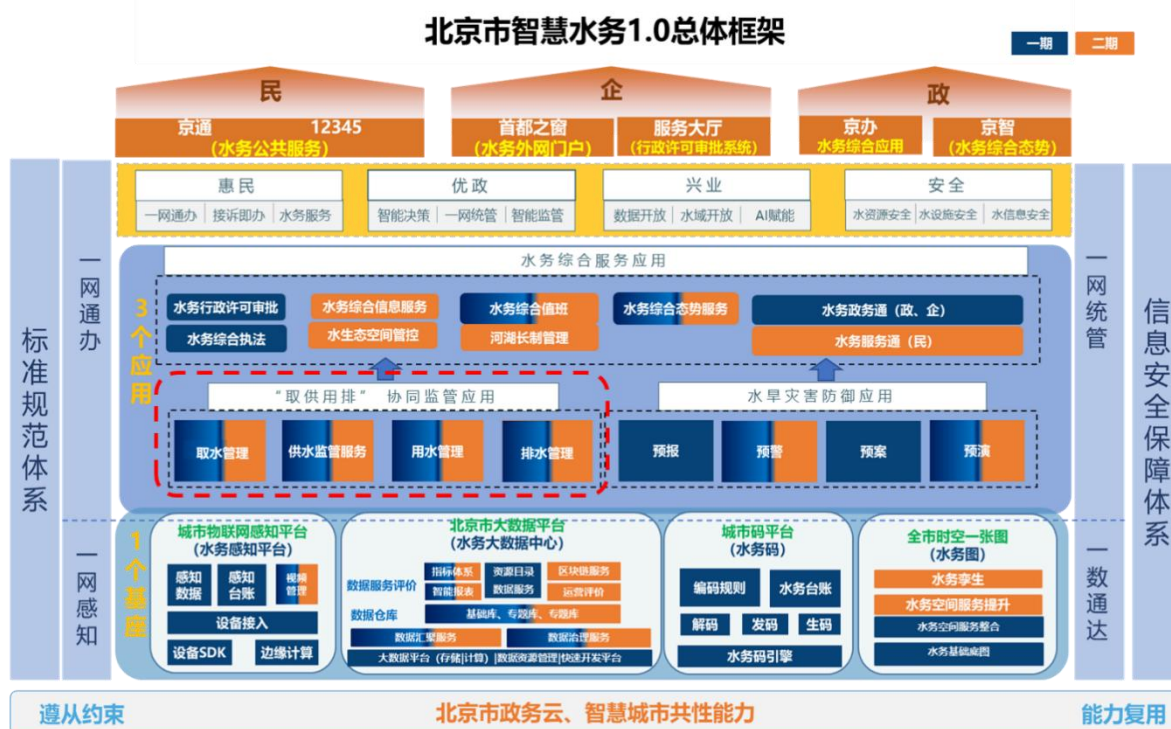 北京市智慧水务1.0总体框架
一期 二期
民 企 政
京通 12345
(水务公共服务)
首都之窗
(水务外网门户)
服务大厅
(行政许可审批系统)
京办
水务综合应用
京智
(水务综合态势)
标准规范体系
一网通办
一网感知
惠民
一网通办 接诉即办 水务服务
优政
智能决策 一网统管 智能监管
兴业
数据开放 水域开放 AI赋能
安全
水资源安全 水设施安全 水信息安全
3个应用
水务综合服务应用
水务行政许可审批 水务综合信息服务 水务综合值班 水务综合态势服务 水务政务通（政、企）
水务综合执法 水生态空间管控 河湖长制管理 水务服务通（民）
“取供用排” 协同监管应用
取水管理 供水监管服务 用水管理 排水管理
水旱灾害防御应用
预报 预警 预案 预演
1个基座
城市物联网感知平台
(水务感知平台)
感知数据 感知台账 视频管理
设备接入
设备SDK 边缘计算
北京市大数据平台
(水务大数据中心)
数据服务评价
指标体系 资源目录 区块链服务
智能报表 数据服务 运营评价
数据仓库 基础库、专题库、专题库
数据汇聚服务 数据治理服务
大数据平台（存储|计算）|数据资源管理|快速开发平台
城市码平台
(水务码)
编码规则 水务台账
解码 发码 生码
水务码引擎
全市时空一张图
(水务图)
水务孪生
水务空间服务提升
水务空间服务整合
水务基础底图
一网统管
一数通达
信息安全保障体系
遵从约束 北京市政务云、智慧城市共性能力 能力复用